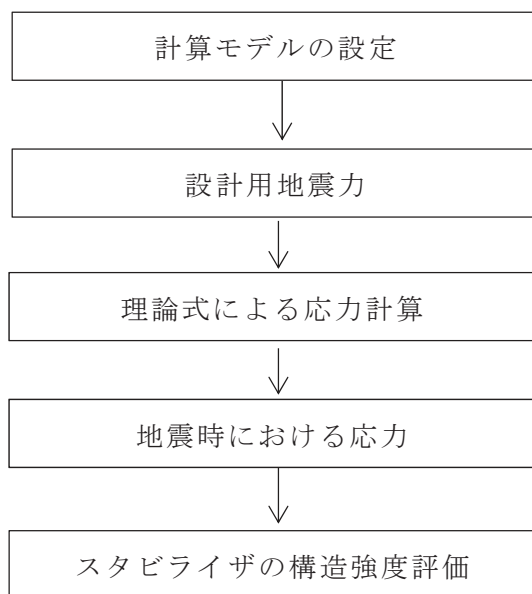 計算モデルの設定
設計用地震力
理論式による応力計算
地震時における応力
スタビライザの構造強度評価